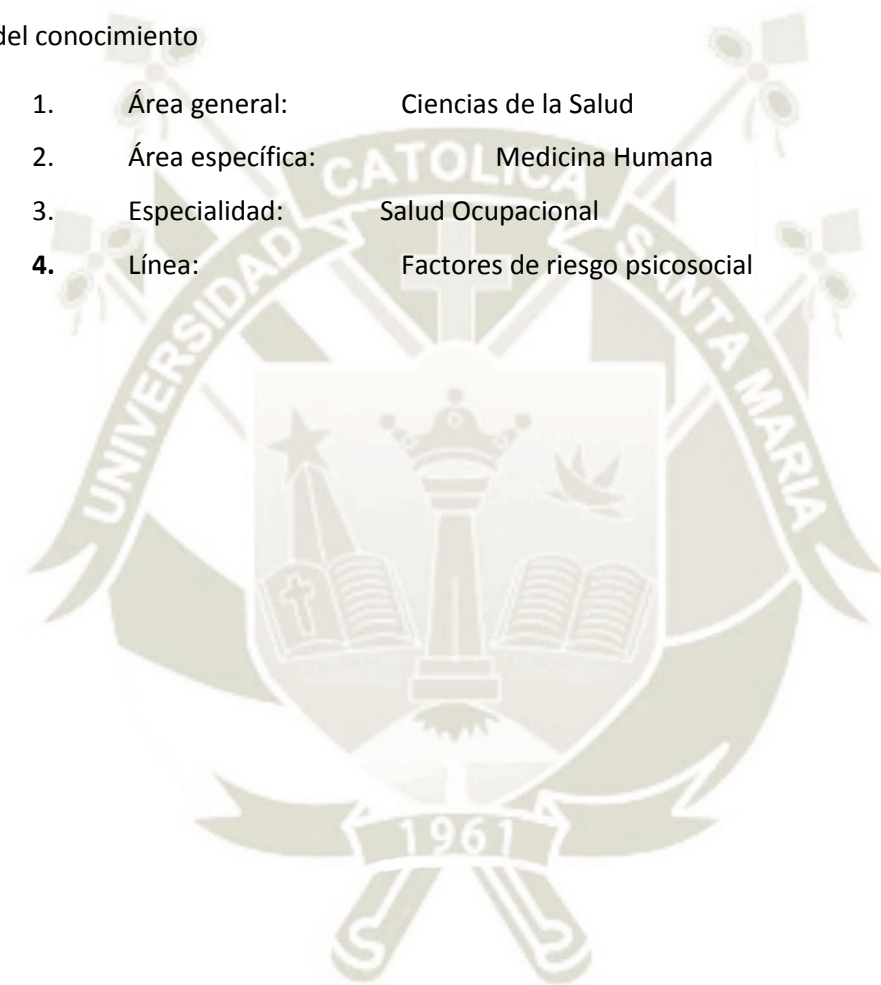 del conocimiento
1. Área general: Ciencias de la Salud
2. Área específica: Medicina Humana
3. Especialidad: Salud Ocupacional
4. Línea: Factores de riesgo psicosocial
UNIVERSIDAD CATOLICA SANTA MARIA
1961